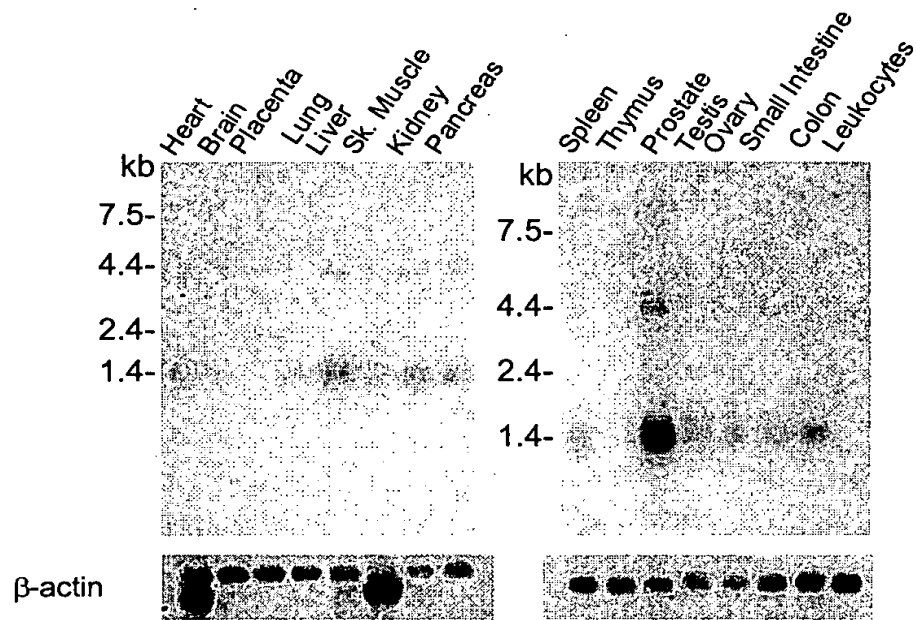 Heart
Brain
Placenta
Lung
Liver
Sk. Muscle
Kidney
Pancreas
kb
7.5-
4.4-
2.4-
1.4-
Spleen
Thymus
Prostate
Testis
Ovary
Small Intestine
Colon
Leukocytes
kb
7.5-
4.4-
2.4-
1.4-
β-actin